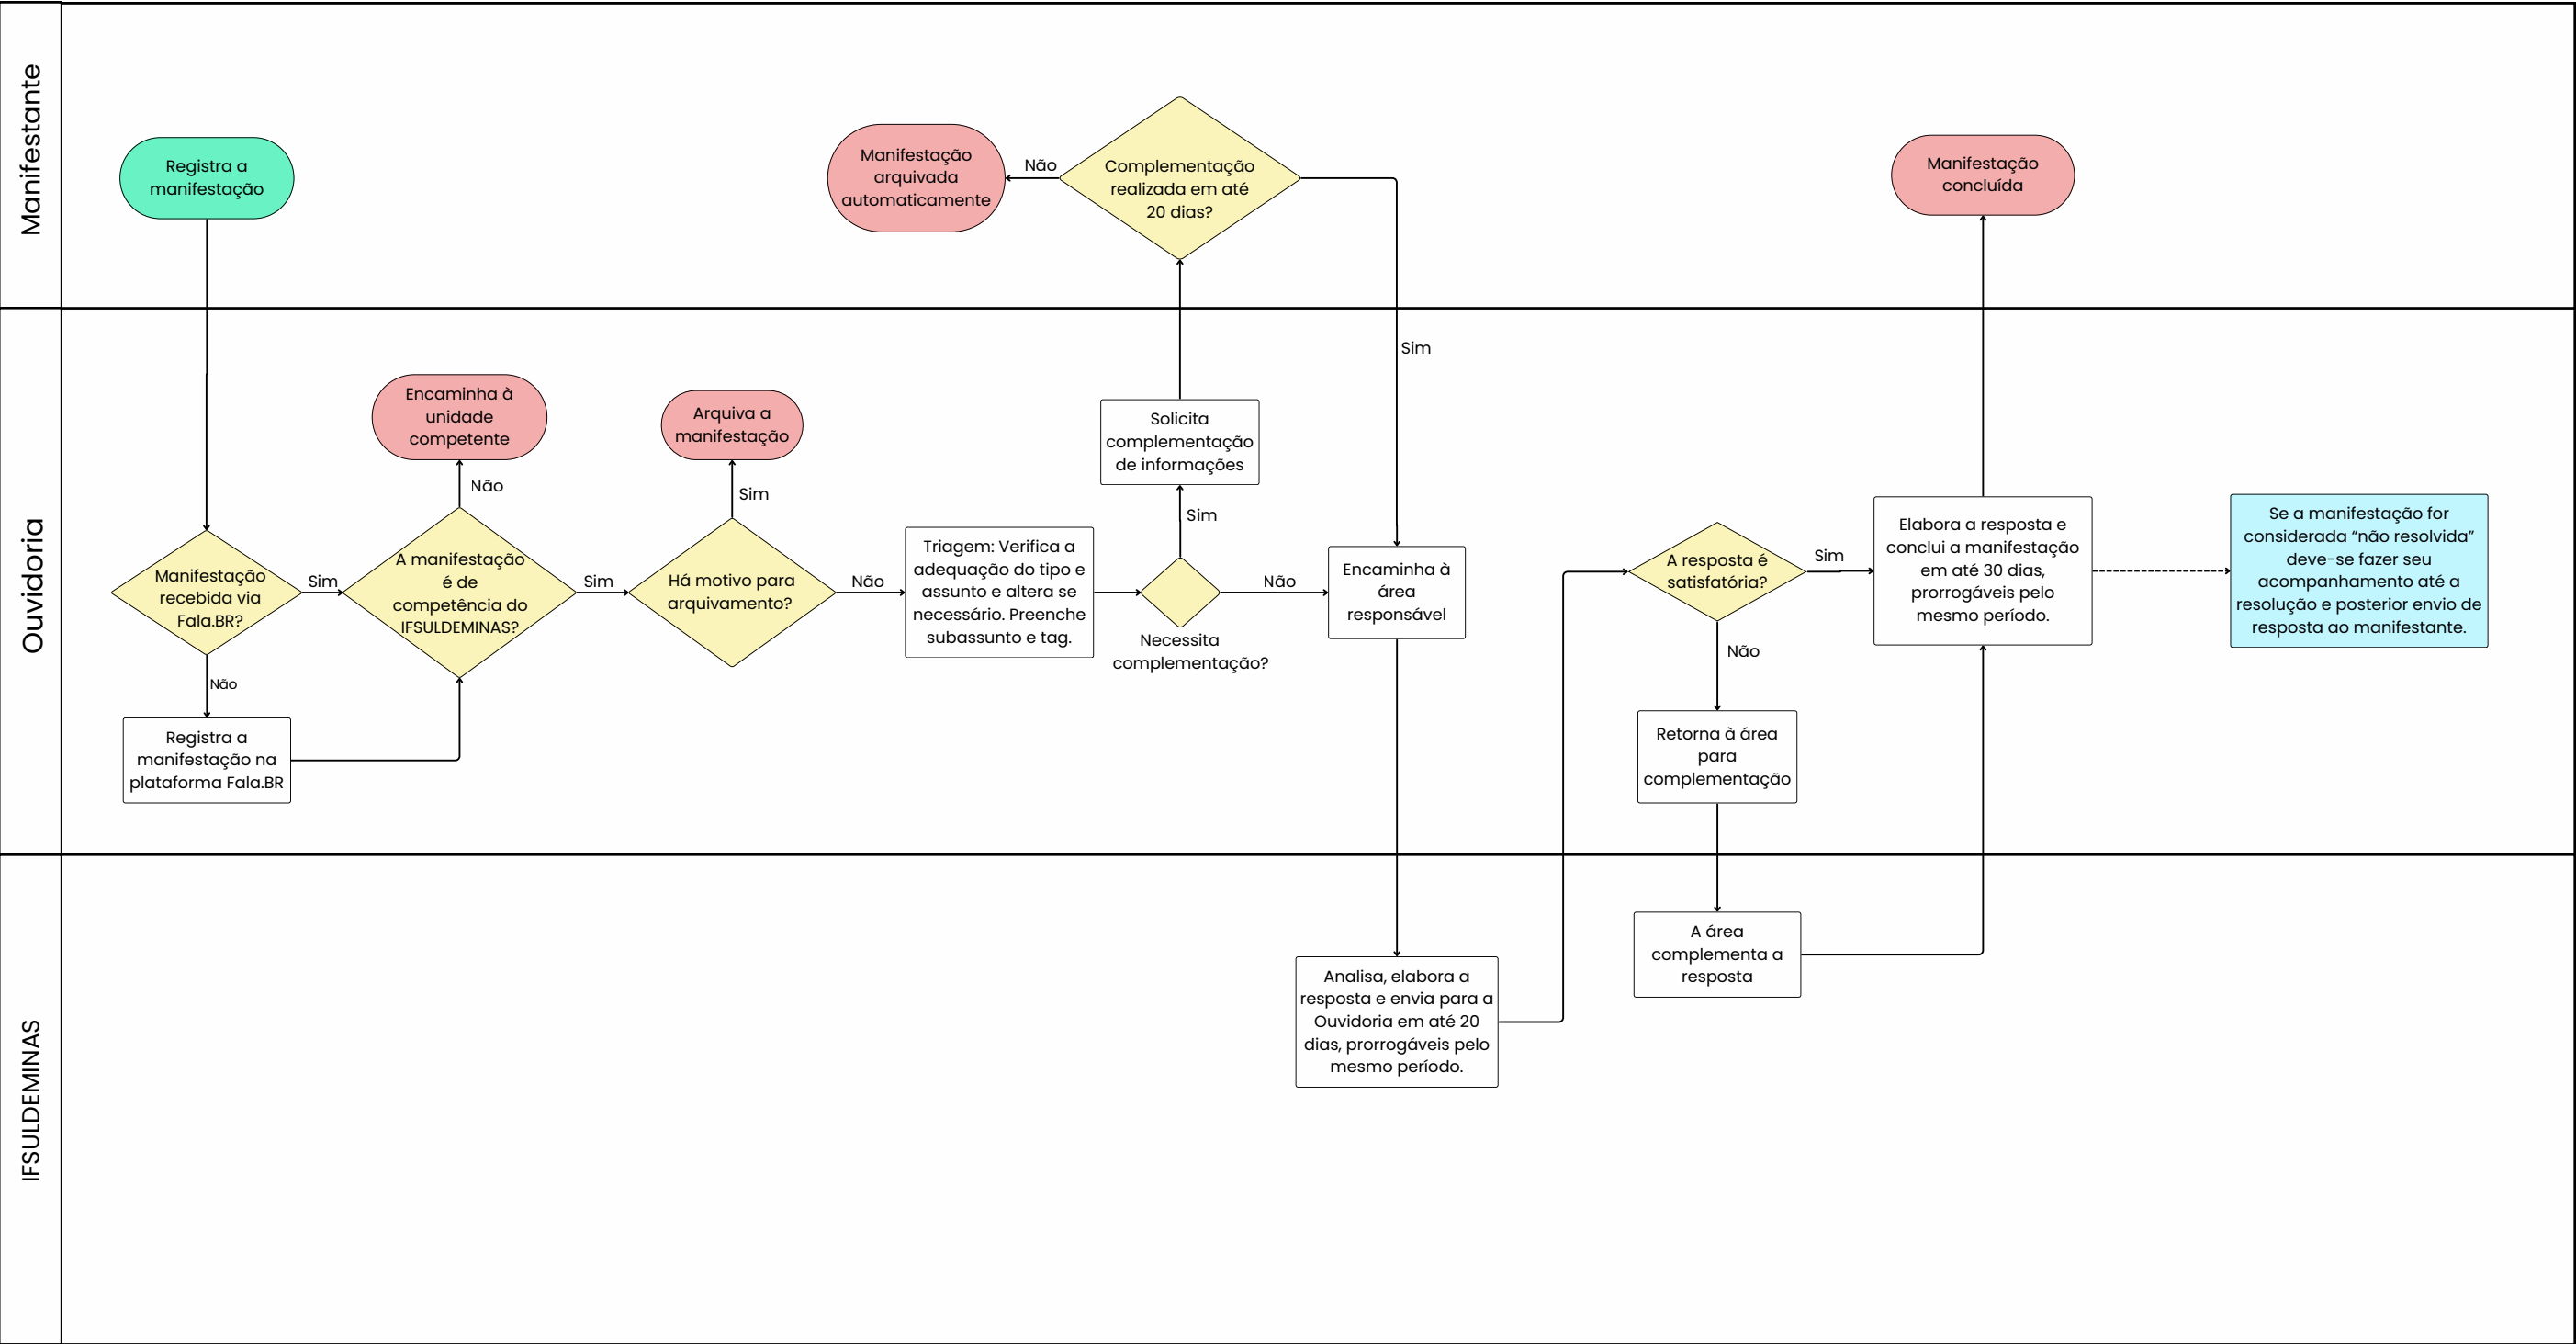 Manifestante
Registra a
manifestação
Manifestação
arquivada
automaticamente
Não
Complementação
realizada em até
20 dias?
Manifestação
concluída
Ouvidoria
Sim
Encaminha à
unidade
competente
Não
Arquiva a
manifestação
Sim
Solicita
complementação
de informações
Sim
Manifestação
recebida via
Fala.BR?
Sim
A manifestação
é de
competência do
IFSULDEMINAS?
Sim
Há motivo para
arquivamento?
Não
Triagem: Verifica a
adequação do tipo e
assunto e altera se
necessário. Preenche
subassunto e tag.
Necessita
complementação?
Não
Encaminha à
área
responsável
A resposta é
satisfatória?
Sim
Elabora a resposta e
conclui a manifestação
em até 30 dias,
prorrogáveis pelo
mesmo período.
Se a manifestação for
considerada “não resolvida”
deve-se fazer seu
acompanhamento até a
resolução e posterior envio de
resposta ao manifestante.
Não
Não
Registra a
manifestação na
plataforma Fala.BR
Retorna à área
para
complementação
IFSULDEMINAS
A área
complementa a
resposta
Analisa, elabora a
resposta e envia para a
Ouvidoria em até 20
dias, prorrogáveis pelo
mesmo período.